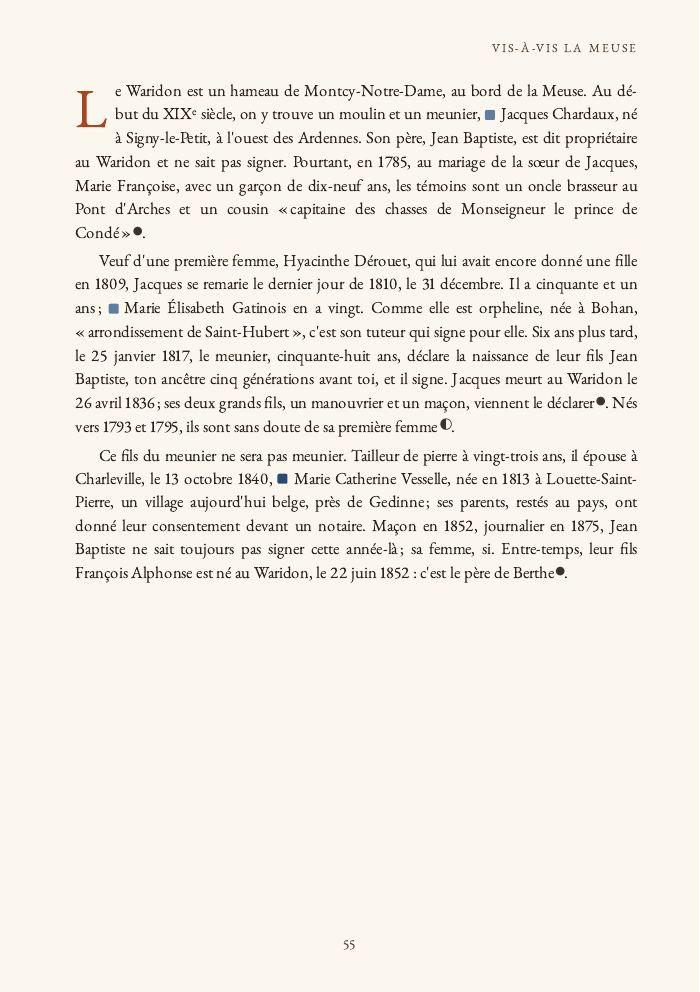 VIS-À-VIS LA MEUSE
Le Waridon est un hameau de Montcy-Notre-Dame, au bord de la Meuse. Au dé-
but du XIXe siècle, on y trouve un moulin et un meunier, Jacques Chardaux, né
à Signy-le-Petit, à l'ouest des Ardennes. Son père, Jean Baptiste, est dit propriétaire
au Waridon et ne sait pas signer. Pourtant, en 1785, au mariage de la sœur de Jacques,
Marie Françoise, avec un garçon de dix-neuf ans, les témoins sont un oncle brasseur au
Pont d'Arches et un cousin « capitaine des chasses de Monseigneur le prince de
Condé »●.
Veuf d'une première femme, Hyacinthe Dérouet, qui lui avait encore donné une fille
en 1809, Jacques se remarie le dernier jour de 1810, le 31 décembre. Il a cinquante et un
ans ; Marie Élisabeth Gatinois en a vingt. Comme elle est orpheline, née à Bohan,
« arrondissement de Saint-Hubert », c'est son tuteur qui signe pour elle. Six ans plus tard,
le 25 janvier 1817, le meunier, cinquante-huit ans, déclare la naissance de leur fils Jean
Baptiste, ton ancêtre cinq générations avant toi, et il signe. Jacques meurt au Waridon le
26 avril 1836 ; ses deux grands fils, un manouvrier et un maçon, viennent le déclarer●. Nés
vers 1793 et 1795, ils sont sans doute de sa première femme◐.
Ce fils du meunier ne sera pas meunier. Tailleur de pierre à vingt-trois ans, il épouse à
Charleville, le 13 octobre 1840, Marie Catherine Vesselle, née en 1813 à Louette-Saint-
Pierre, un village aujourd'hui belge, près de Gedinne ; ses parents, restés au pays, ont
donné leur consentement devant un notaire. Maçon en 1852, journalier en 1875, Jean
Baptiste ne sait toujours pas signer cette année-là ; sa femme, si. Entre-temps, leur fils
François Alphonse est né au Waridon, le 22 juin 1852 : c'est le père de Berthe●.
55